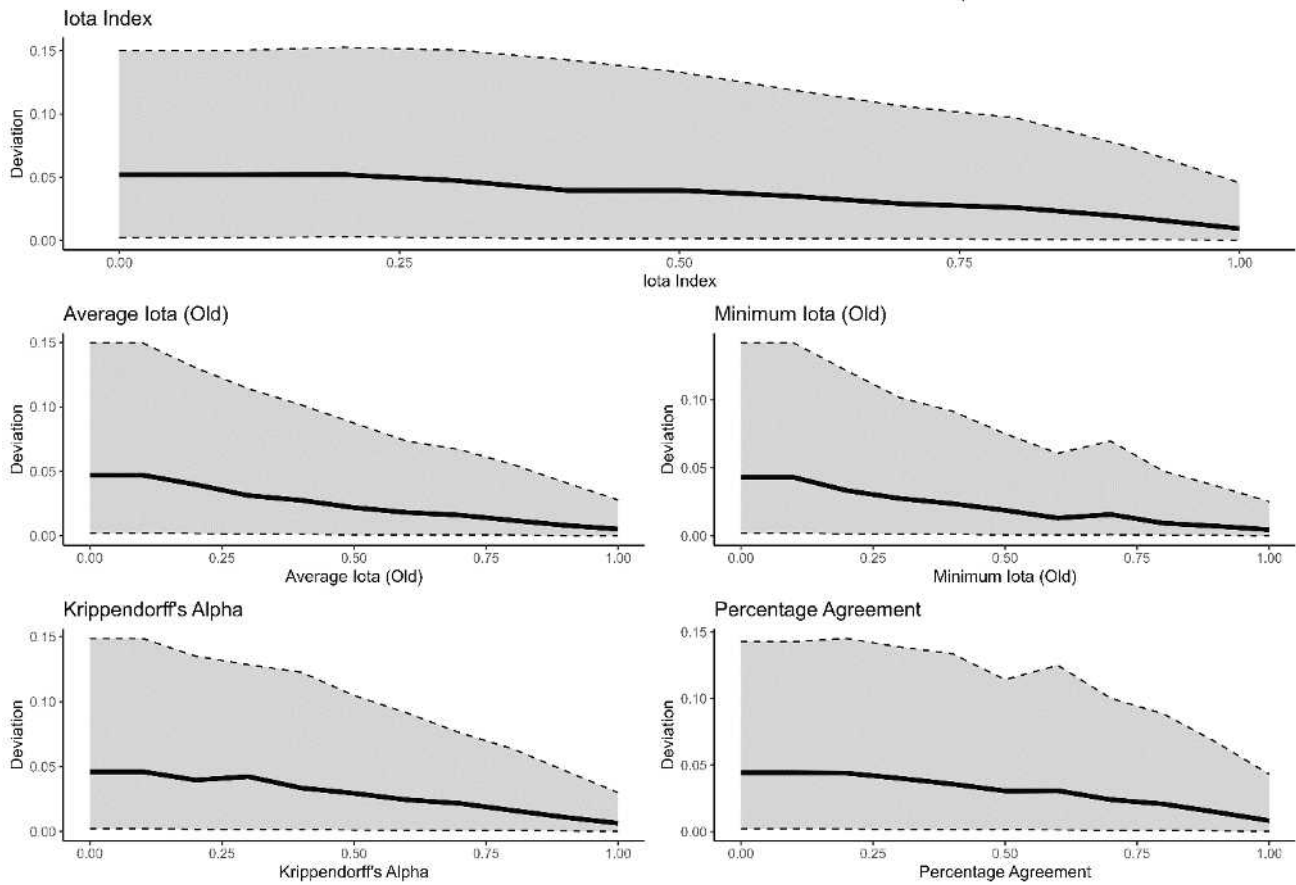 Iota Index
0.15
0.10
0.05
0.00
Deviation
0.00 0.25 0.50 0.75 1.00
Iota Index
Average Iota (Old)
0.15
0.10
0.05
0.00
Deviation
0.00 0.25 0.50 0.75 1.00
Average Iota (Old)
Minimum Iota (Old)
0.10
0.05
0.00
Deviation
0.00 0.25 0.50 0.75 1.00
Minimum Iota (Old)
Krippendorff's Alpha
0.15
0.10
0.05
0.00
Deviation
0.00 0.25 0.50 0.75 1.00
Krippendorff's Alpha
Percentage Agreement
0.15
0.10
0.05
0.00
Deviation
0.00 0.25 0.50 0.75 1.00
Percentage Agreement